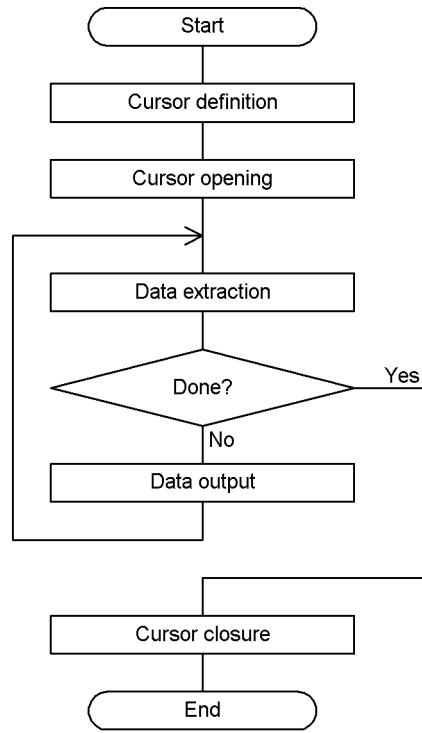 Start
Cursor definition
Cursor opening
Data extraction
Done?
Yes
No
Data output
Cursor closure
End